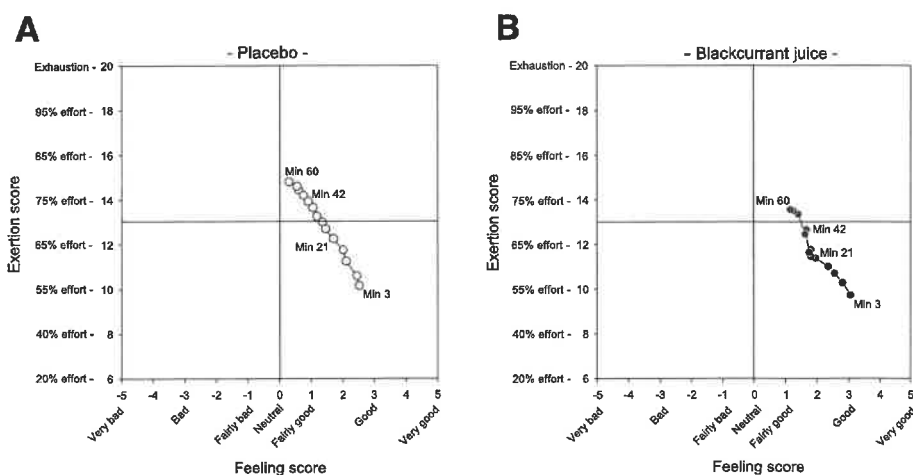 A
- Placebo -
Exertion score
Exhaustion - 20
95% effort - 18
85% effort - 16
75% effort - 14
65% effort - 12
55% effort - 10
40% effort - 8
20% effort - 6
Min 60
Min 42
Min 21
Min 3
-5 -4 -3 -2 -1 0 1 2 3 4 5
Very bad Bad Fairly bad Neutral Fairly good Good Very good
Feeling score
B
- Blackcurrant juice -
Exertion score
Exhaustion - 20
95% effort - 18
85% effort - 16
75% effort - 14
65% effort - 12
55% effort - 10
40% effort - 8
20% effort - 6
Min 60
Min 42
Min 21
Min 3
-5 -4 -3 -2 -1 0 1 2 3 4 5
Very bad Bad Fairly bad Neutral Fairly good Good Very good
Feeling score